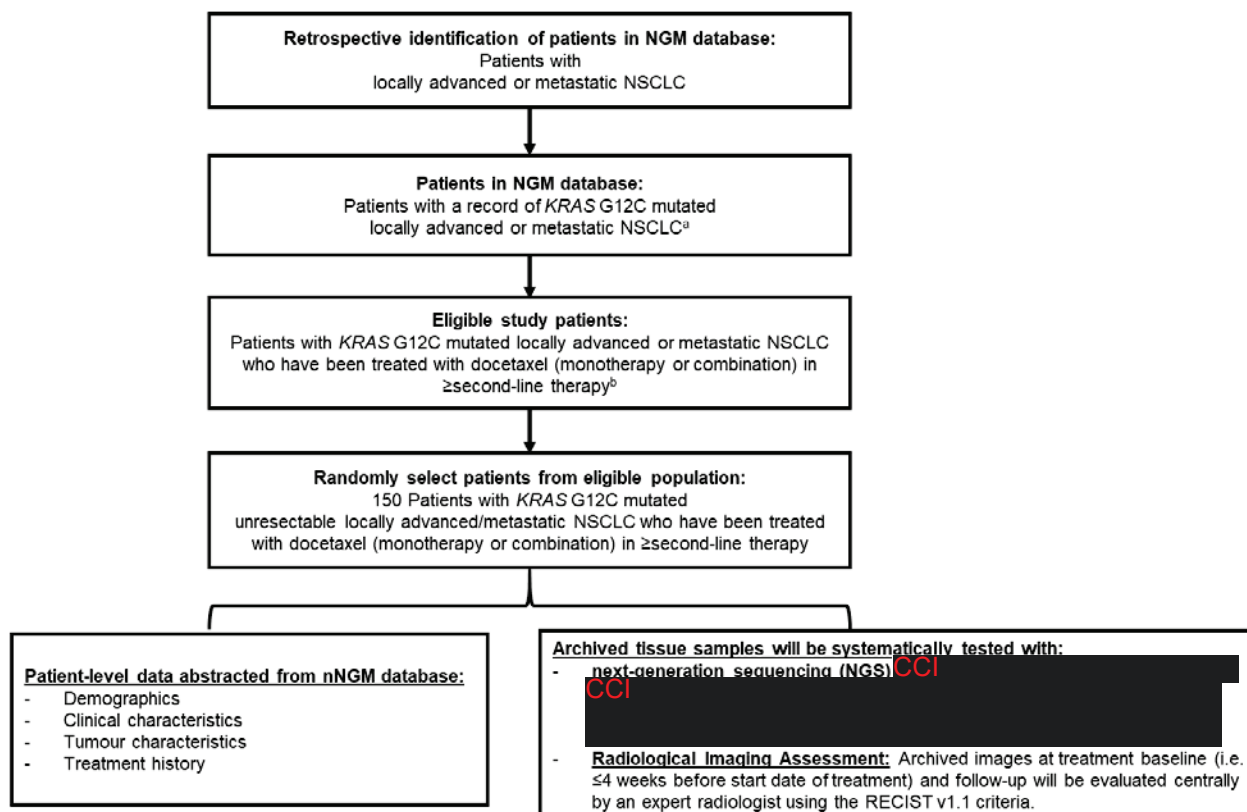 Retrospective identification of patients in NGM database:
Patients with
locally advanced or metastatic NSCLC
Patients in NGM database:
Patients with a record of KRAS G12C mutated
locally advanced or metastatic NSCLCᵃ
Eligible study patients:
Patients with KRAS G12C mutated locally advanced or metastatic NSCLC
who have been treated with docetaxel (monotherapy or combination) in
≥second-line therapyᵇ
Randomly select patients from eligible population:
150 Patients with KRAS G12C mutated
unresectable locally advanced/metastatic NSCLC who have been treated
with docetaxel (monotherapy or combination) in ≥second-line therapy
Patient-level data abstracted from nNGM database:
- Demographics
- Clinical characteristics
- Tumour characteristics
- Treatment history
Archived tissue samples will be systematically tested with:
- next-generation sequencing (NGS) CCI
CCI
- Radiological Imaging Assessment: Archived images at treatment baseline (i.e.
≤4 weeks before start date of treatment) and follow-up will be evaluated centrally
by an expert radiologist using the RECIST v1.1 criteria.